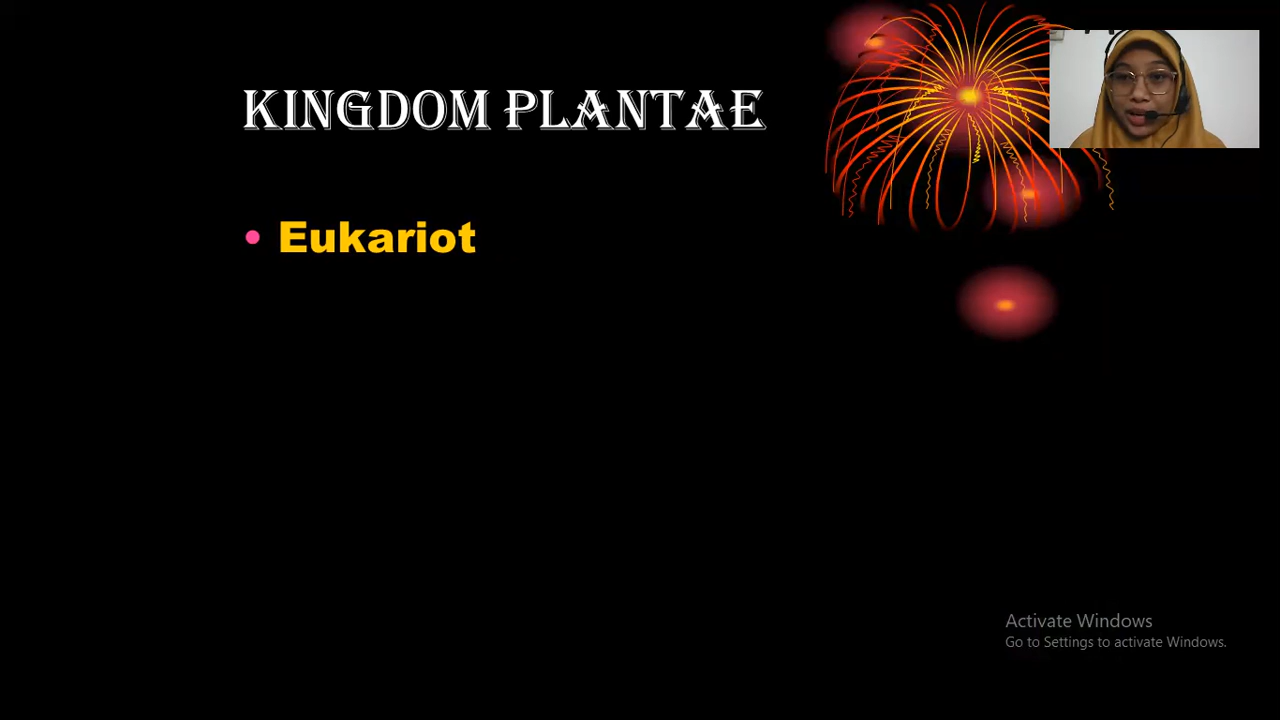 KINGDOM PLANTAE
• Eukariot
Activate Windows
Go to Settings to activate Windows.